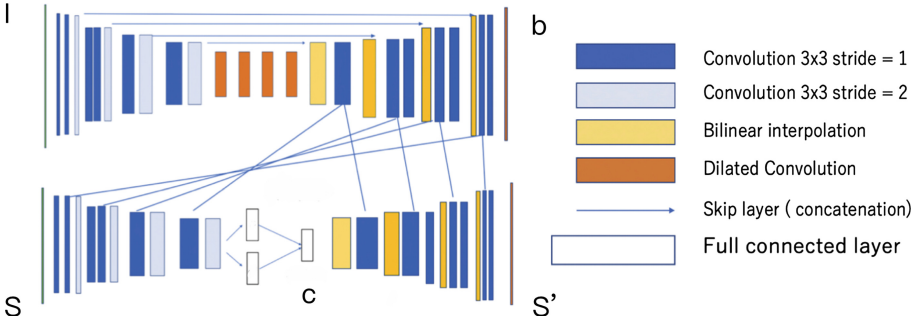 I
b
Convolution 3x3 stride = 1
Convolution 3x3 stride = 2
Bilinear interpolation
Dilated Convolution
Skip layer ( concatenation)
Full connected layer
S
c
S’